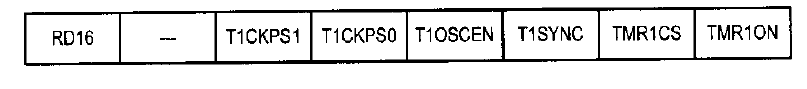 RD16 — T1CKPS1 T1CKPS0 T1OSCEN T1SYNC TMR1CS TMR1ON